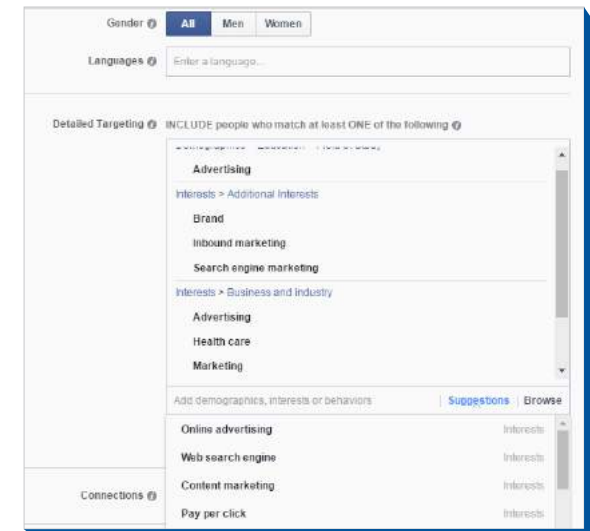 Gender
All Men Women
Languages
Enter a language...
Detailed Targeting INCLUDE people who match at least ONE of the following
Advertising
Interests > Additional Interests
Brand
Inbound marketing
Search engine marketing
Interests > Business and industry
Advertising
Health care
Marketing
Add demographics, interests or behaviors | Suggestions | Browse
Online advertising Interests
Web search engine Interests
Content marketing Interests
Connections
Pay per click Interests